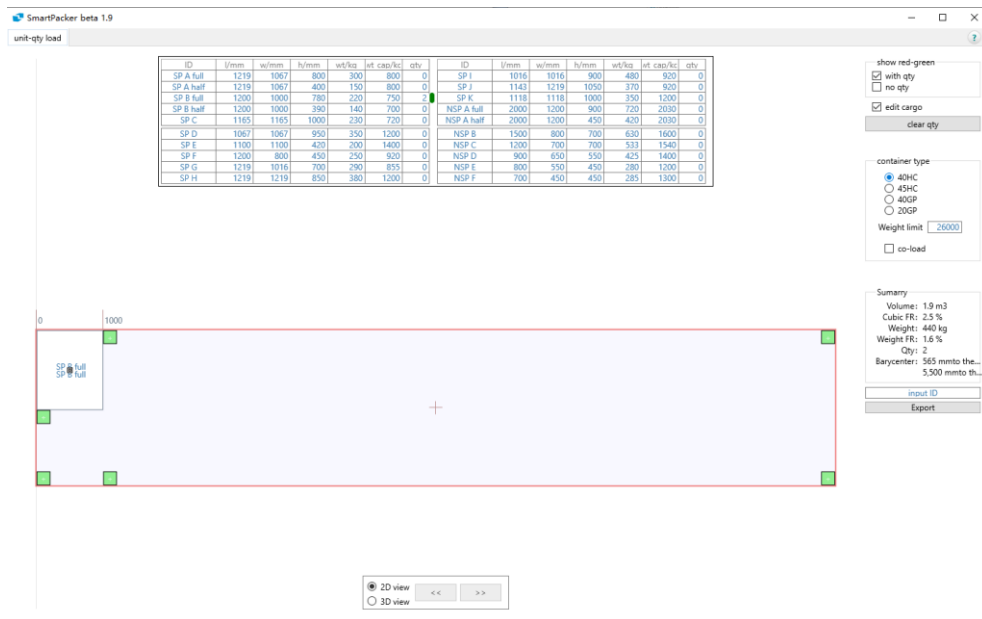 SmartPacker beta 1.9
unit-qty load
ID l/mm w/mm h/mm wt/kg wt cap/kg qty ID l/mm w/mm h/mm wt/kg wt cap/kg qty
SP A full 1219 1067 800 300 800 0 SP I 1016 1016 900 480 920 0
SP A half 1219 1067 400 150 800 0 SP J 1143 1219 1050 370 920 0
SP B full 1200 1000 780 220 750 2 SP K 1118 1118 1000 350 1200 0
SP B half 1200 1000 390 140 700 0 NSP A full 2000 1200 900 720 2030 0
SP C 1165 1165 1000 230 720 0 NSP A half 2000 1200 450 420 2030 0
SP D 1067 1067 950 350 1200 0 NSP B 1500 800 700 630 1600 0
SP E 1100 1100 420 200 1400 0 NSP C 1200 700 700 533 1540 0
SP F 1200 800 450 250 920 0 NSP D 900 650 550 425 1400 0
SP G 1219 1016 700 290 855 0 NSP E 800 550 450 280 1200 0
SP H 1219 1219 850 380 1200 0 NSP F 700 450 450 285 1300 0
show red-green
with qty
no qty
edit cargo
clear qty
container type
40HC
45HC
40GP
20GP
Weight limit 26000
co-load
Sumarry
Volume: 1.9 m3
Cubic FR: 2.5 %
Weight: 440 kg
Weight FR: 1.6 %
Qty: 2
Barycenter: 565 mmto the...
5,500 mmto th...
input ID
Export
0 1000
SP B full
SP B full
2D view << >>
3D view